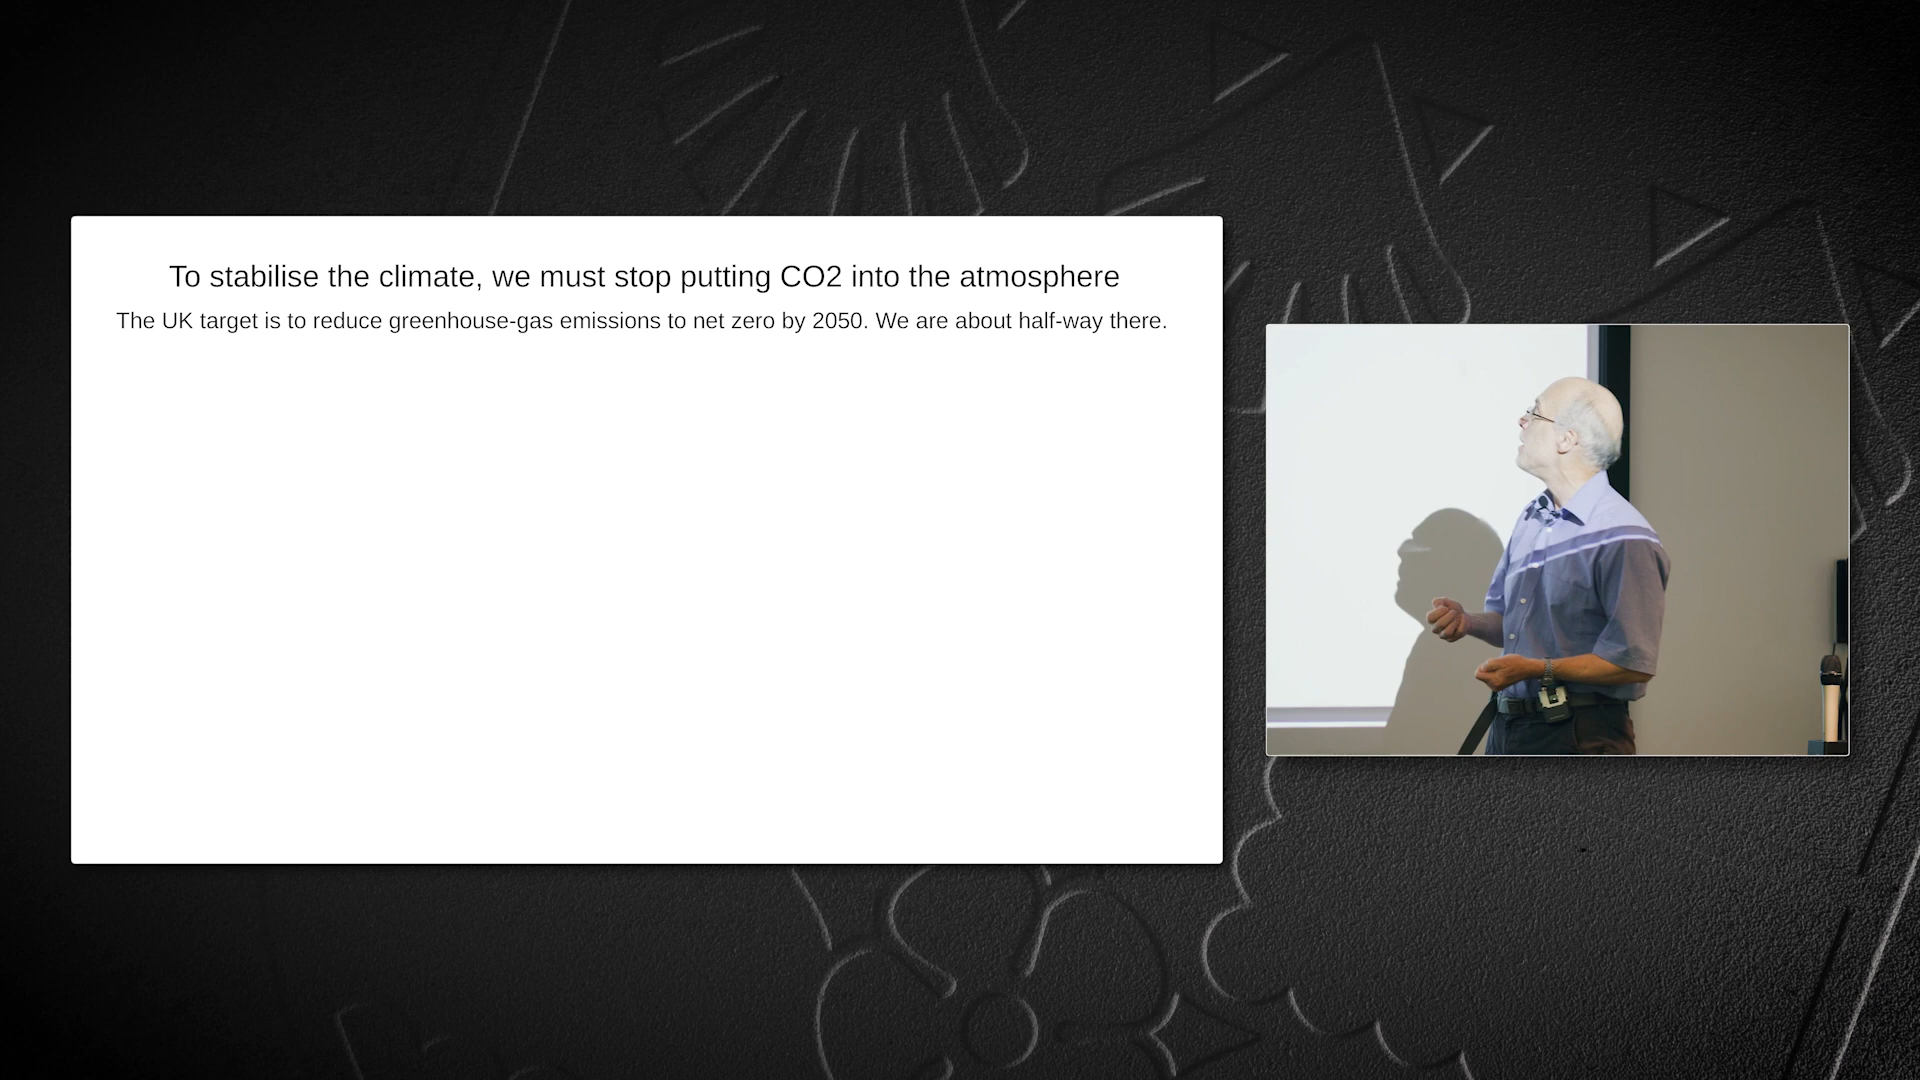 To stabilise the climate, we must stop putting CO2 into the atmosphere
The UK target is to reduce greenhouse-gas emissions to net zero by 2050. We are about half-way there.